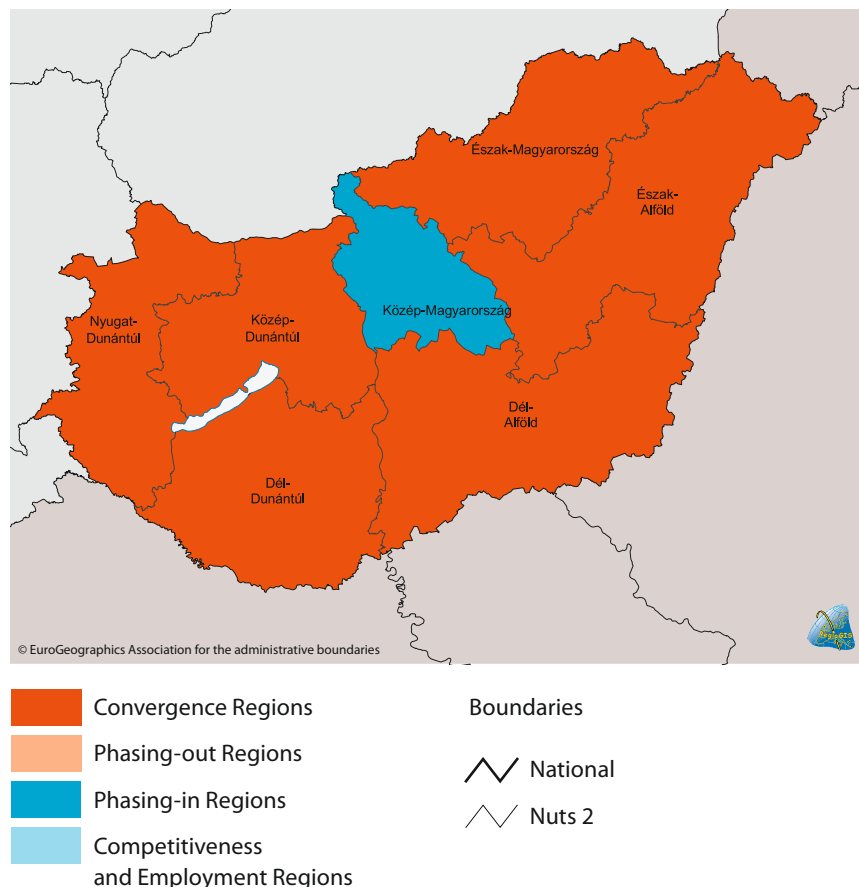 Észak-Magyarország
Észak-
Alföld
Közép-Magyarország
Nyugat-
Dunántúl
Közép-
Dunántúl
Dél-
Alföld
Dél-
Dunántúl
© EuroGeographics Association for the administrative boundaries
RegioGIS
Convergence Regions
Phasing-out Regions
Phasing-in Regions
Competitiveness
and Employment Regions
Boundaries
National
Nuts 2